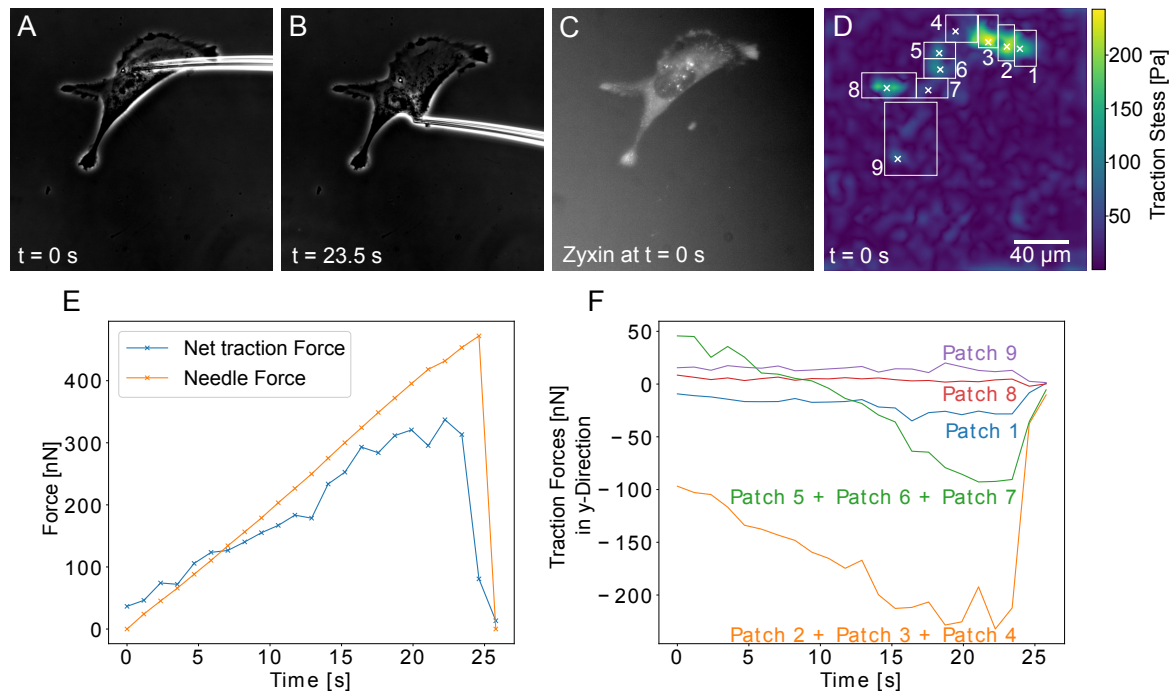 A
t = 0 s
B
t = 23.5 s
C
Zyxin at t = 0 s
D
4
3
2
1
5
6
7
8
9
t = 0 s
40 µm
200
150
100
50
Traction Stess [Pa]
E
Net traction Force
Needle Force
400
300
200
100
0
Force [nN]
0
5
10
15
20
25
Time [s]
F
50
0
−50
−100
−150
−200
Traction Forces [nN]
in y-Direction
Patch 9
Patch 8
Patch 1
Patch 5 + Patch 6 + Patch 7
Patch 2 + Patch 3 + Patch 4
0
5
10
15
20
25
Time [s]